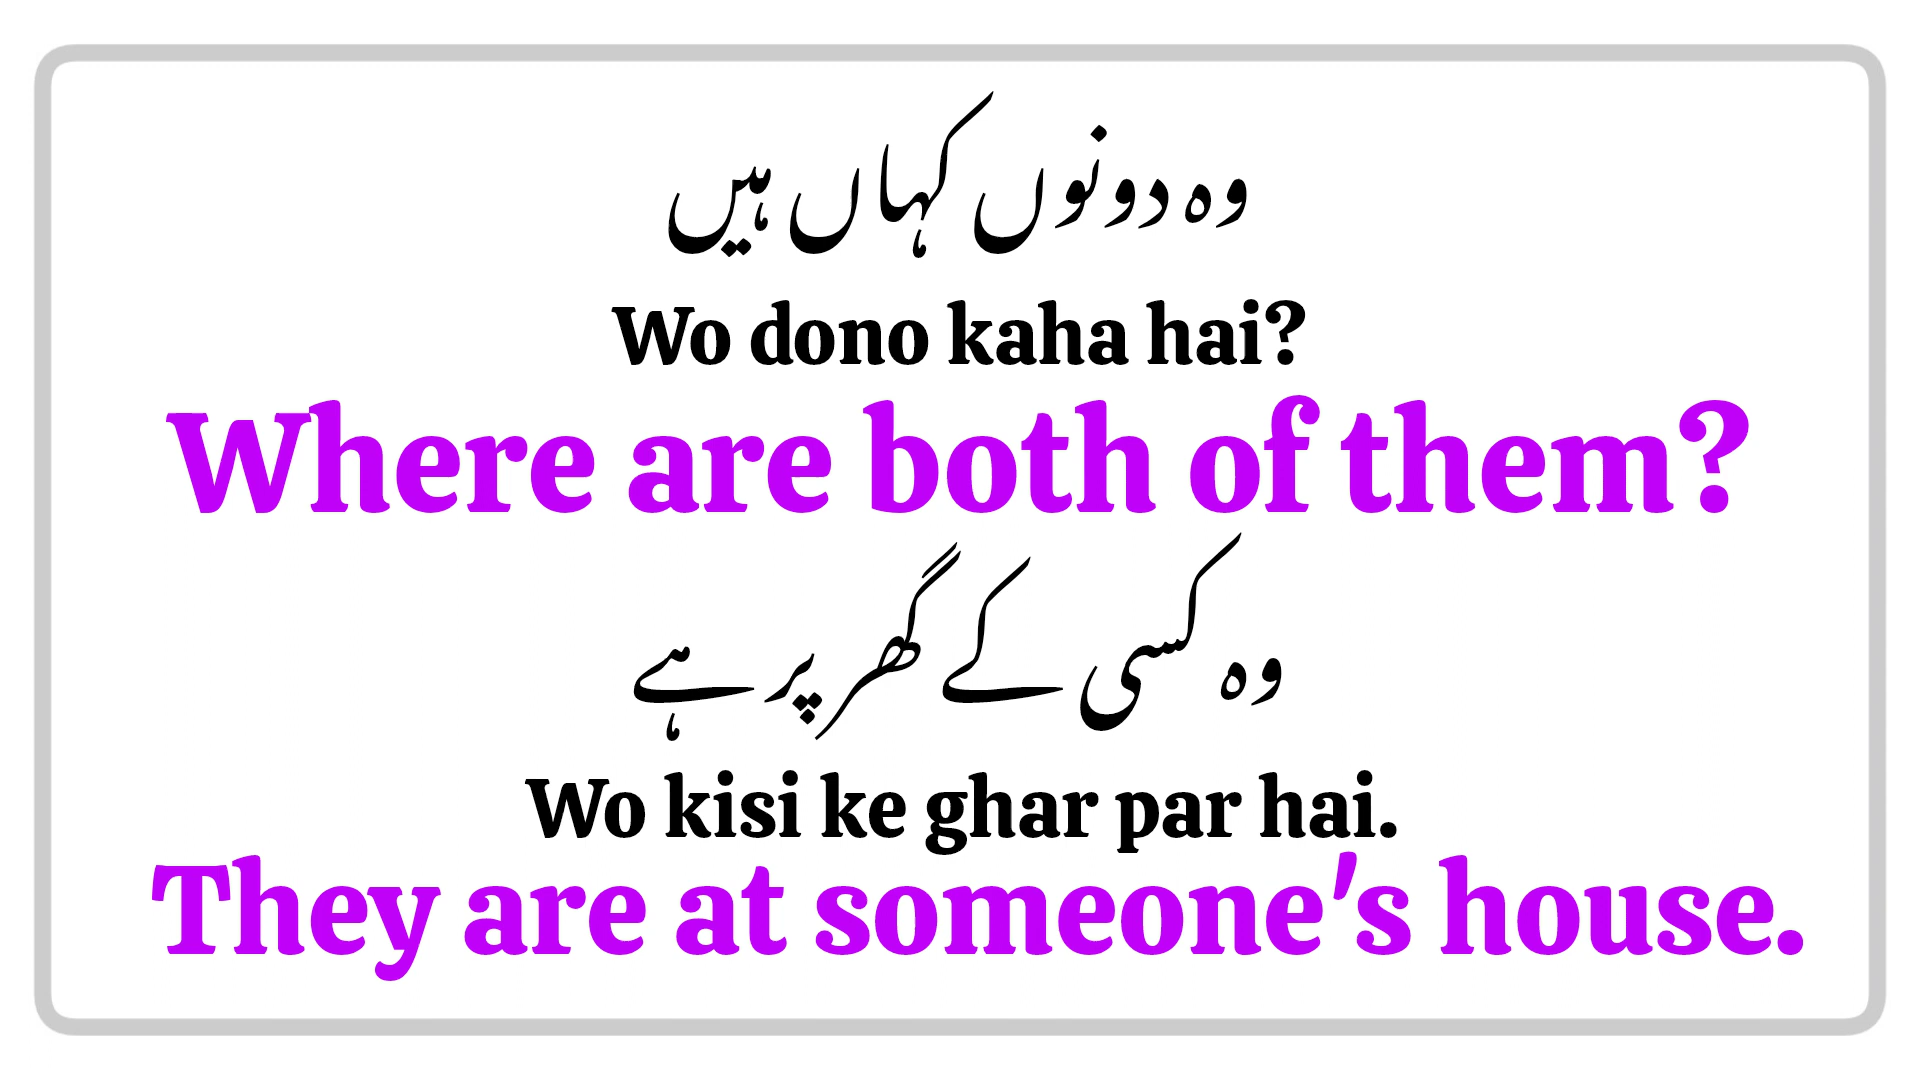 وہ دونوں کہاں ہیں
Wo dono kaha hai?
Where are both of them?
وہ کسی کے گھر پر ہے
Wo kisi ke ghar par hai.
They are at someone's house.